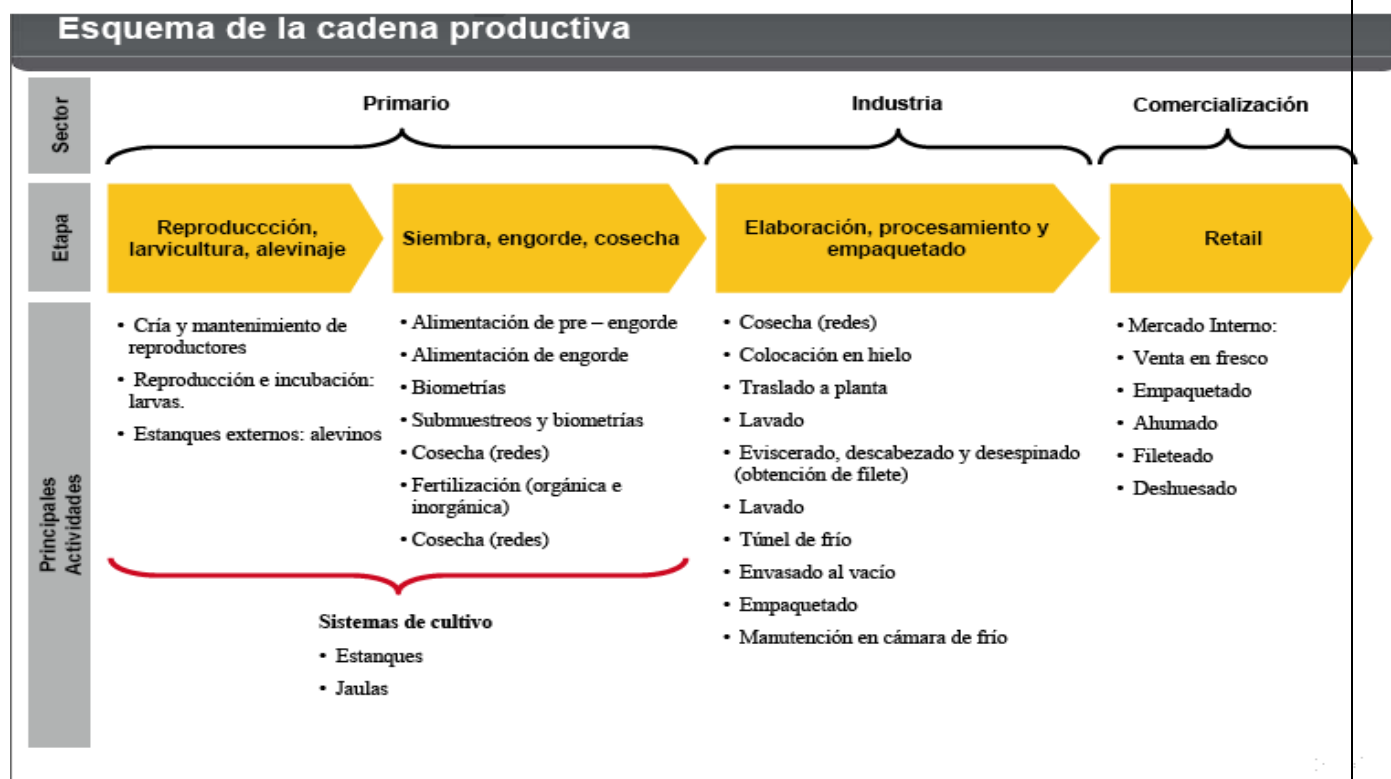 Esquema de la cadena productiva
Sector
Primario
Industria
Comercialización
Etapa
Reproduccción,
larvicultura, alevinaje
Siembra, engorde, cosecha
Elaboración, procesamiento y
empaquetado
Retail
Principales
Actividades
• Cría y mantenimiento de
reproductores
• Reproducción e incubación:
larvas.
• Estanques externos: alevinos
• Alimentación de pre – engorde
• Alimentación de engorde
• Biometrías
• Submuestreos y biometrías
• Cosecha (redes)
• Fertilización (orgánica e
inorgánica)
• Cosecha (redes)
Sistemas de cultivo
• Estanques
• Jaulas
• Cosecha (redes)
• Colocación en hielo
• Traslado a planta
• Lavado
• Eviscerado, descabezado y desespinado
(obtención de filete)
• Lavado
• Túnel de frío
• Envasado al vacío
• Empaquetado
• Manutención en cámara de frío
• Mercado Interno:
• Venta en fresco
• Empaquetado
• Ahumado
• Fileteado
• Deshuesado